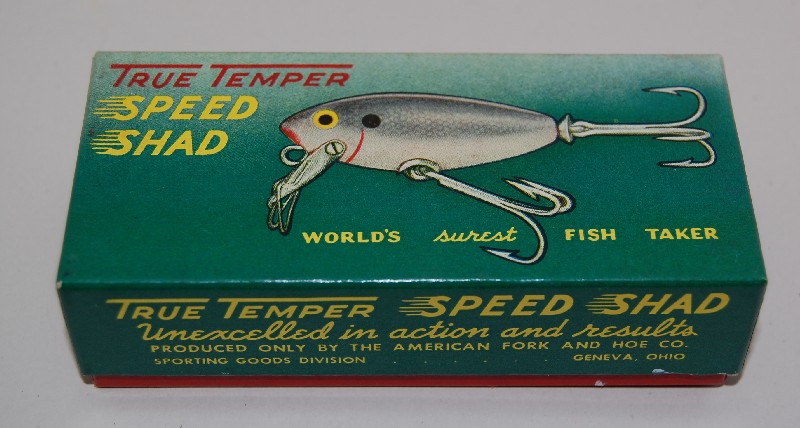 TRUE TEMPER
SPEED
SHAD
WORLD'S surest FISH TAKER
TRUE TEMPER SPEED SHAD
Unexcelled in action and results
PRODUCED ONLY BY THE AMERICAN FORK AND HOE CO.
SPORTING GOODS DIVISION . . . . . GENEVA, OHIO